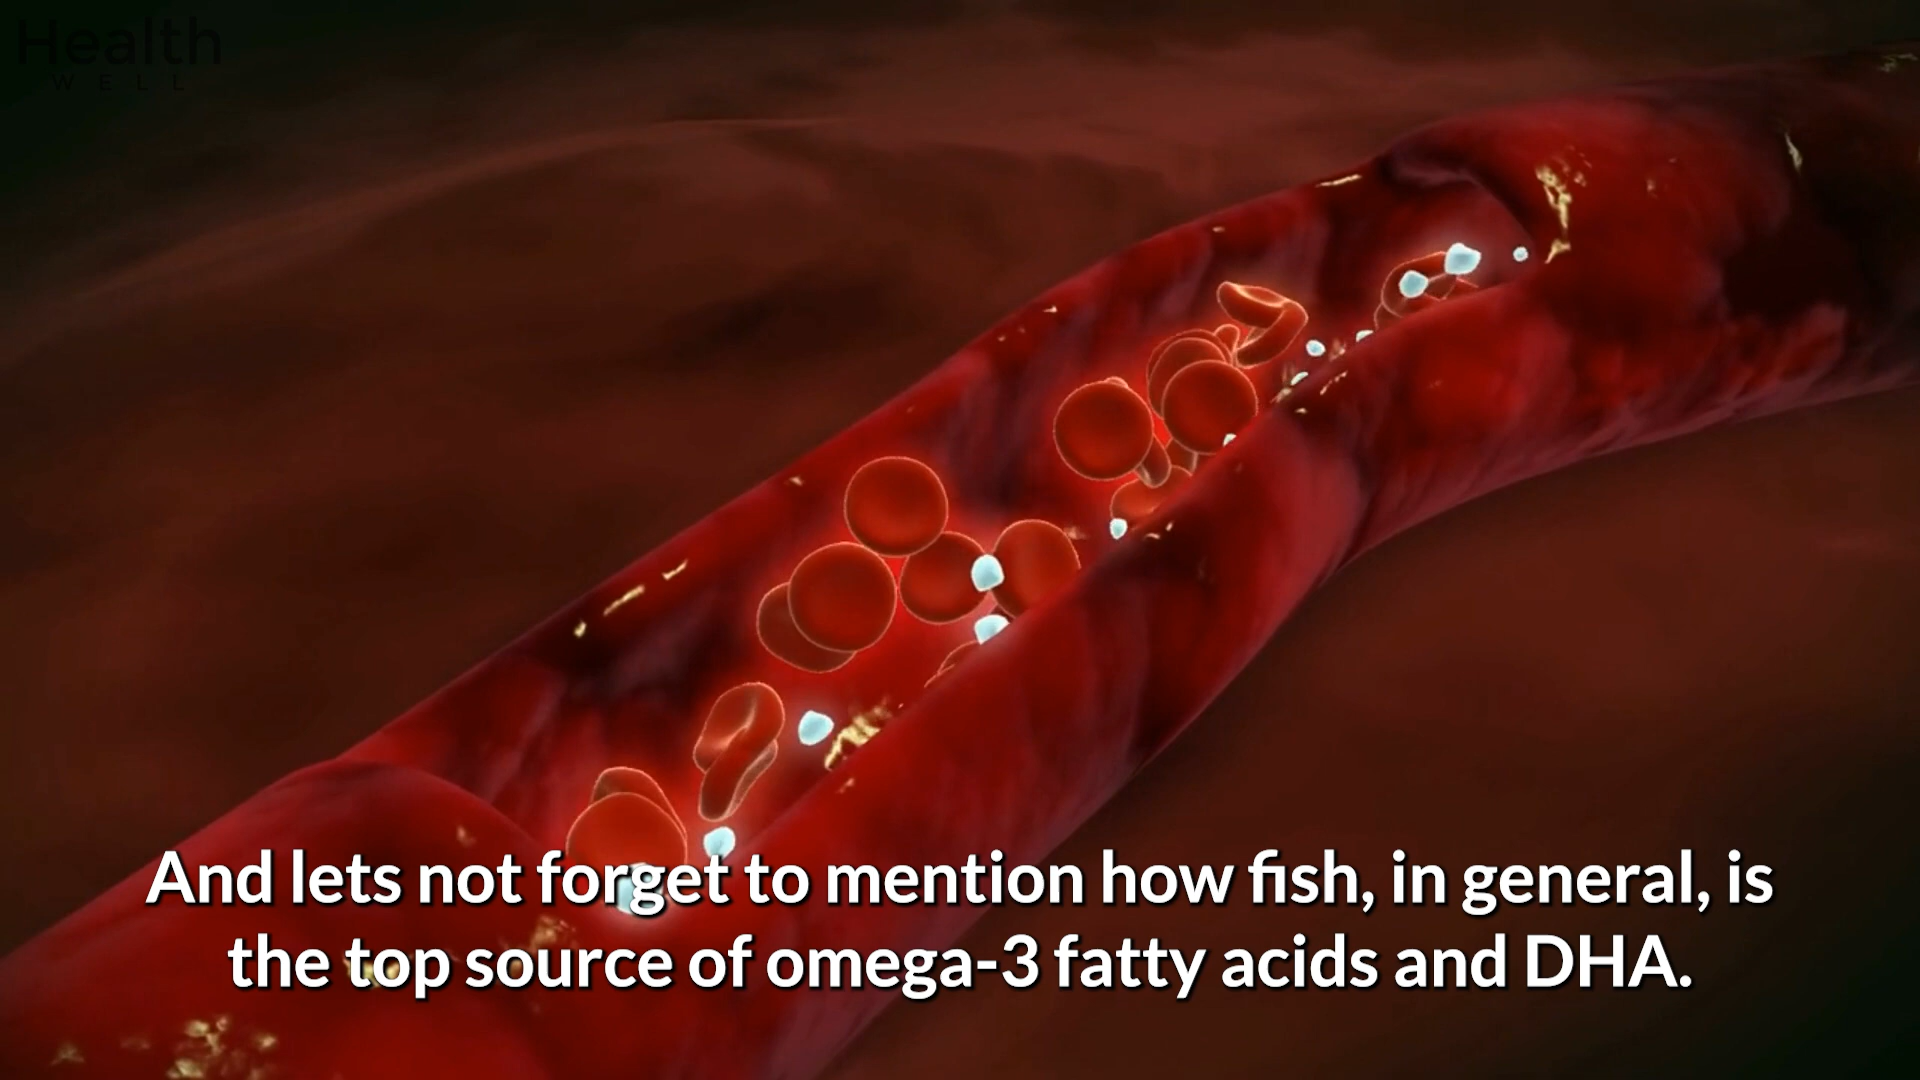 Health
WELL
And lets not forget to mention how fish, in general, is
the top source of omega-3 fatty acids and DHA.